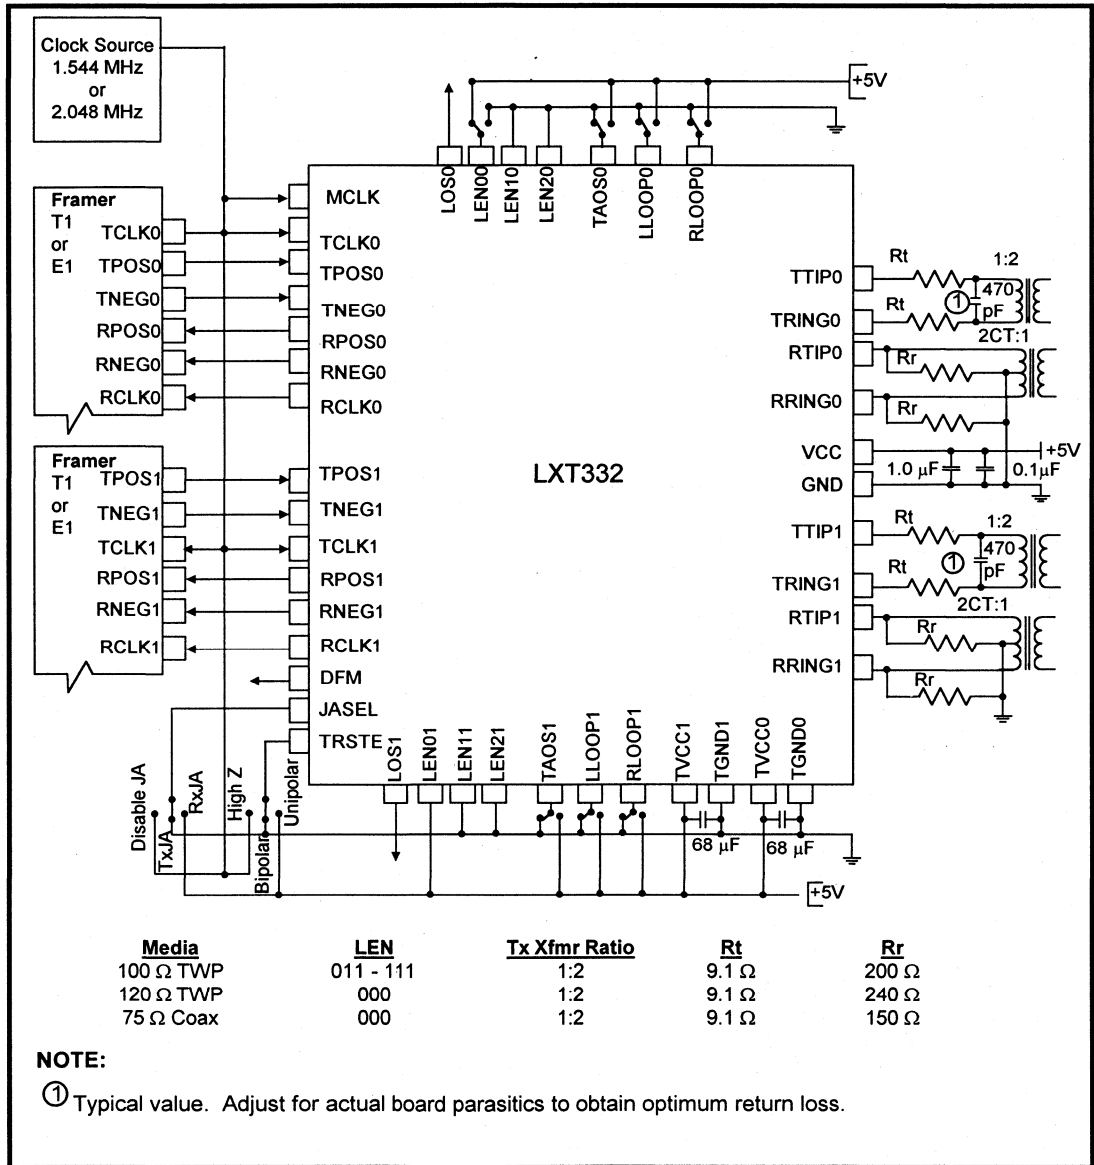 Clock Source
1.544 MHz
or
2.048 MHz
+5V
LOS0
LEN00
LEN10
LEN20
TAOS0
LLOOP0
RLOOP0
Framer
T1
or
E1
TCLK0
TPOS0
TNEG0
RPOS0
RNEG0
RCLK0
MCLK
TCLK0
TPOS0
TNEG0
RPOS0
RNEG0
RCLK0
Framer
T1
or
E1
TPOS1
TNEG1
TCLK1
RPOS1
RNEG1
RCLK1
TPOS1
TNEG1
TCLK1
RPOS1
RNEG1
RCLK1
DFM
JASEL
TRSTE
LXT332
TTIP0
TRING0
RTIP0
RRING0
VCC
GND
TTIP1
TRING1
RTIP1
RRING1
Rt
1:2
Rt
1
470
pF
2CT:1
Rr
Rr
+5V
1.0 µF
0.1µF
Rt
1:2
Rt
1
470
pF
2CT:1
Rr
Rr
LOS1
LEN01
LEN11
LEN21
TAOS1
LLOOP1
RLOOP1
TVCC1
TGND1
TVCC0
TGND0
Disable JA
TxJA
RxJA
High Z
Bipolar
Unipolar
68 µF
68 µF
+5V
Media LEN Tx Xfmr Ratio Rt Rr
100 Ω TWP 011 - 111 1:2 9.1 Ω 200 Ω
120 Ω TWP 000 1:2 9.1 Ω 240 Ω
75 Ω Coax 000 1:2 9.1 Ω 150 Ω
NOTE:
1 Typical value. Adjust for actual board parasitics to obtain optimum return loss.